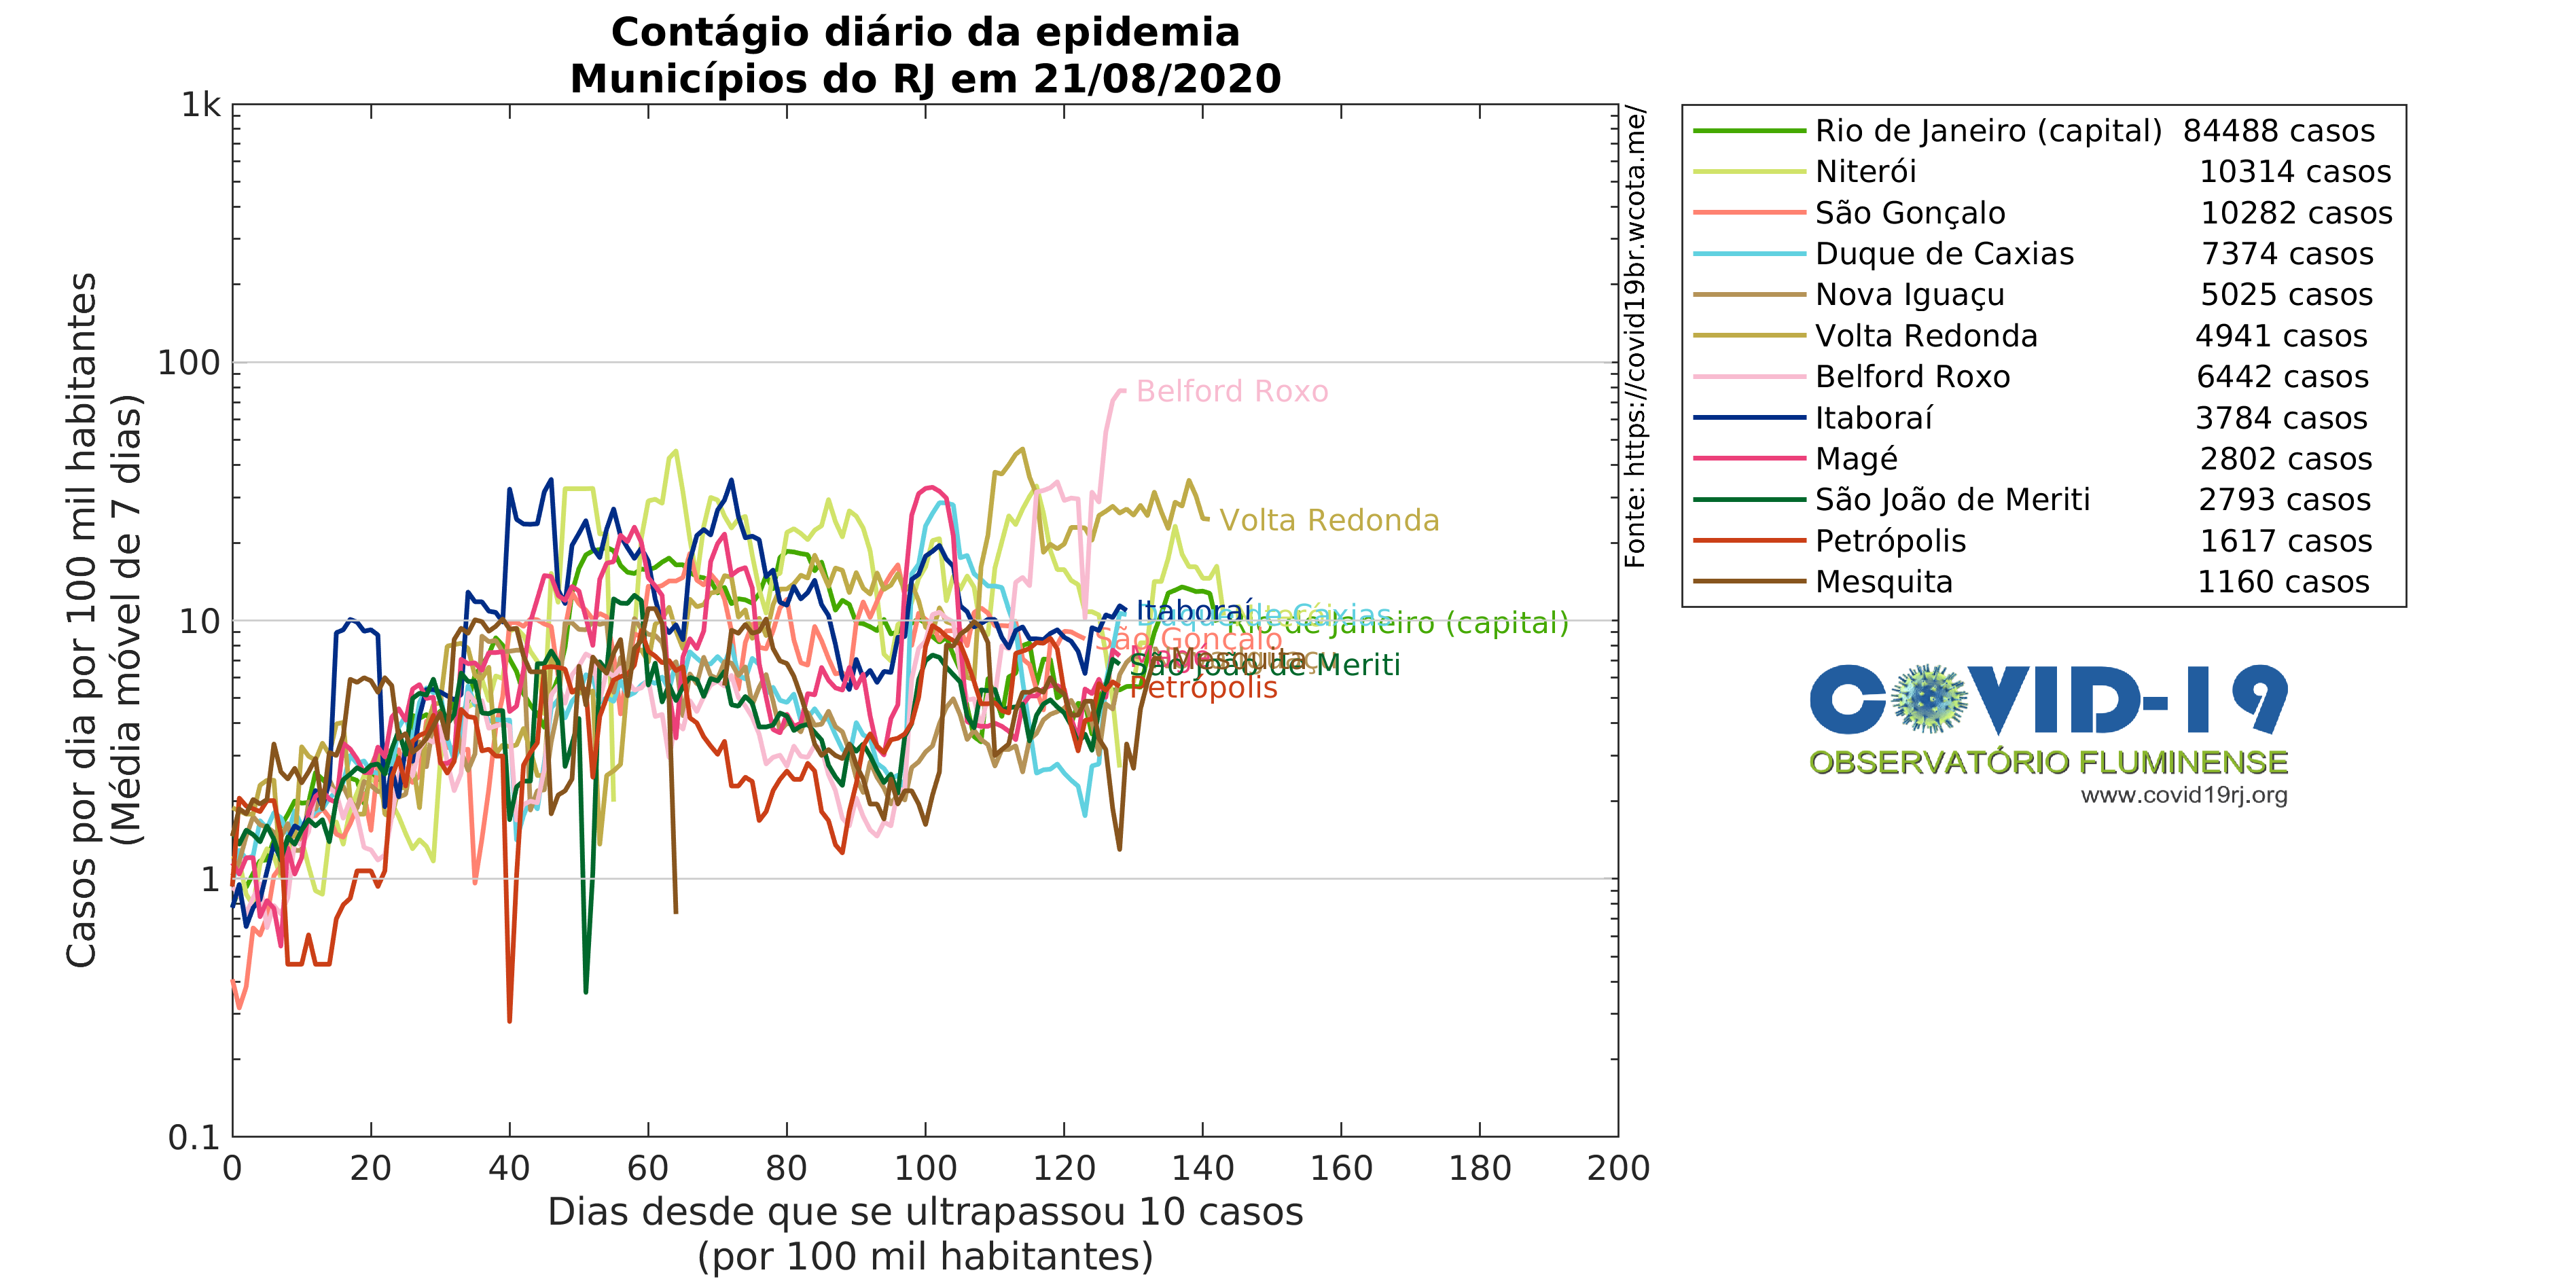 Contágio diário da epidemia
Municípios do RJ em 21/08/2020
1k
100
10
1
0.1
0 20 40 60 80 100 120 140 160 180 200
Casos por dia por 100 mil habitantes
(Média móvel de 7 dias)
Dias desde que se ultrapassou 10 casos
(por 100 mil habitantes)
Fonte: https://covid19br.wcota.me/
Belford Roxo
Volta Redonda
Itaboraí
Duque de Caxias
Rio de Janeiro (capital)
São Gonçalo
Mesquita
São João de Meriti
Petrópolis
Rio de Janeiro (capital) 84488 casos
Niterói 10314 casos
São Gonçalo 10282 casos
Duque de Caxias 7374 casos
Nova Iguaçu 5025 casos
Volta Redonda 4941 casos
Belford Roxo 6442 casos
Itaboraí 3784 casos
Magé 2802 casos
São João de Meriti 2793 casos
Petrópolis 1617 casos
Mesquita 1160 casos
COVID-19
OBSERVATÓRIO FLUMINENSE
www.covid19rj.org